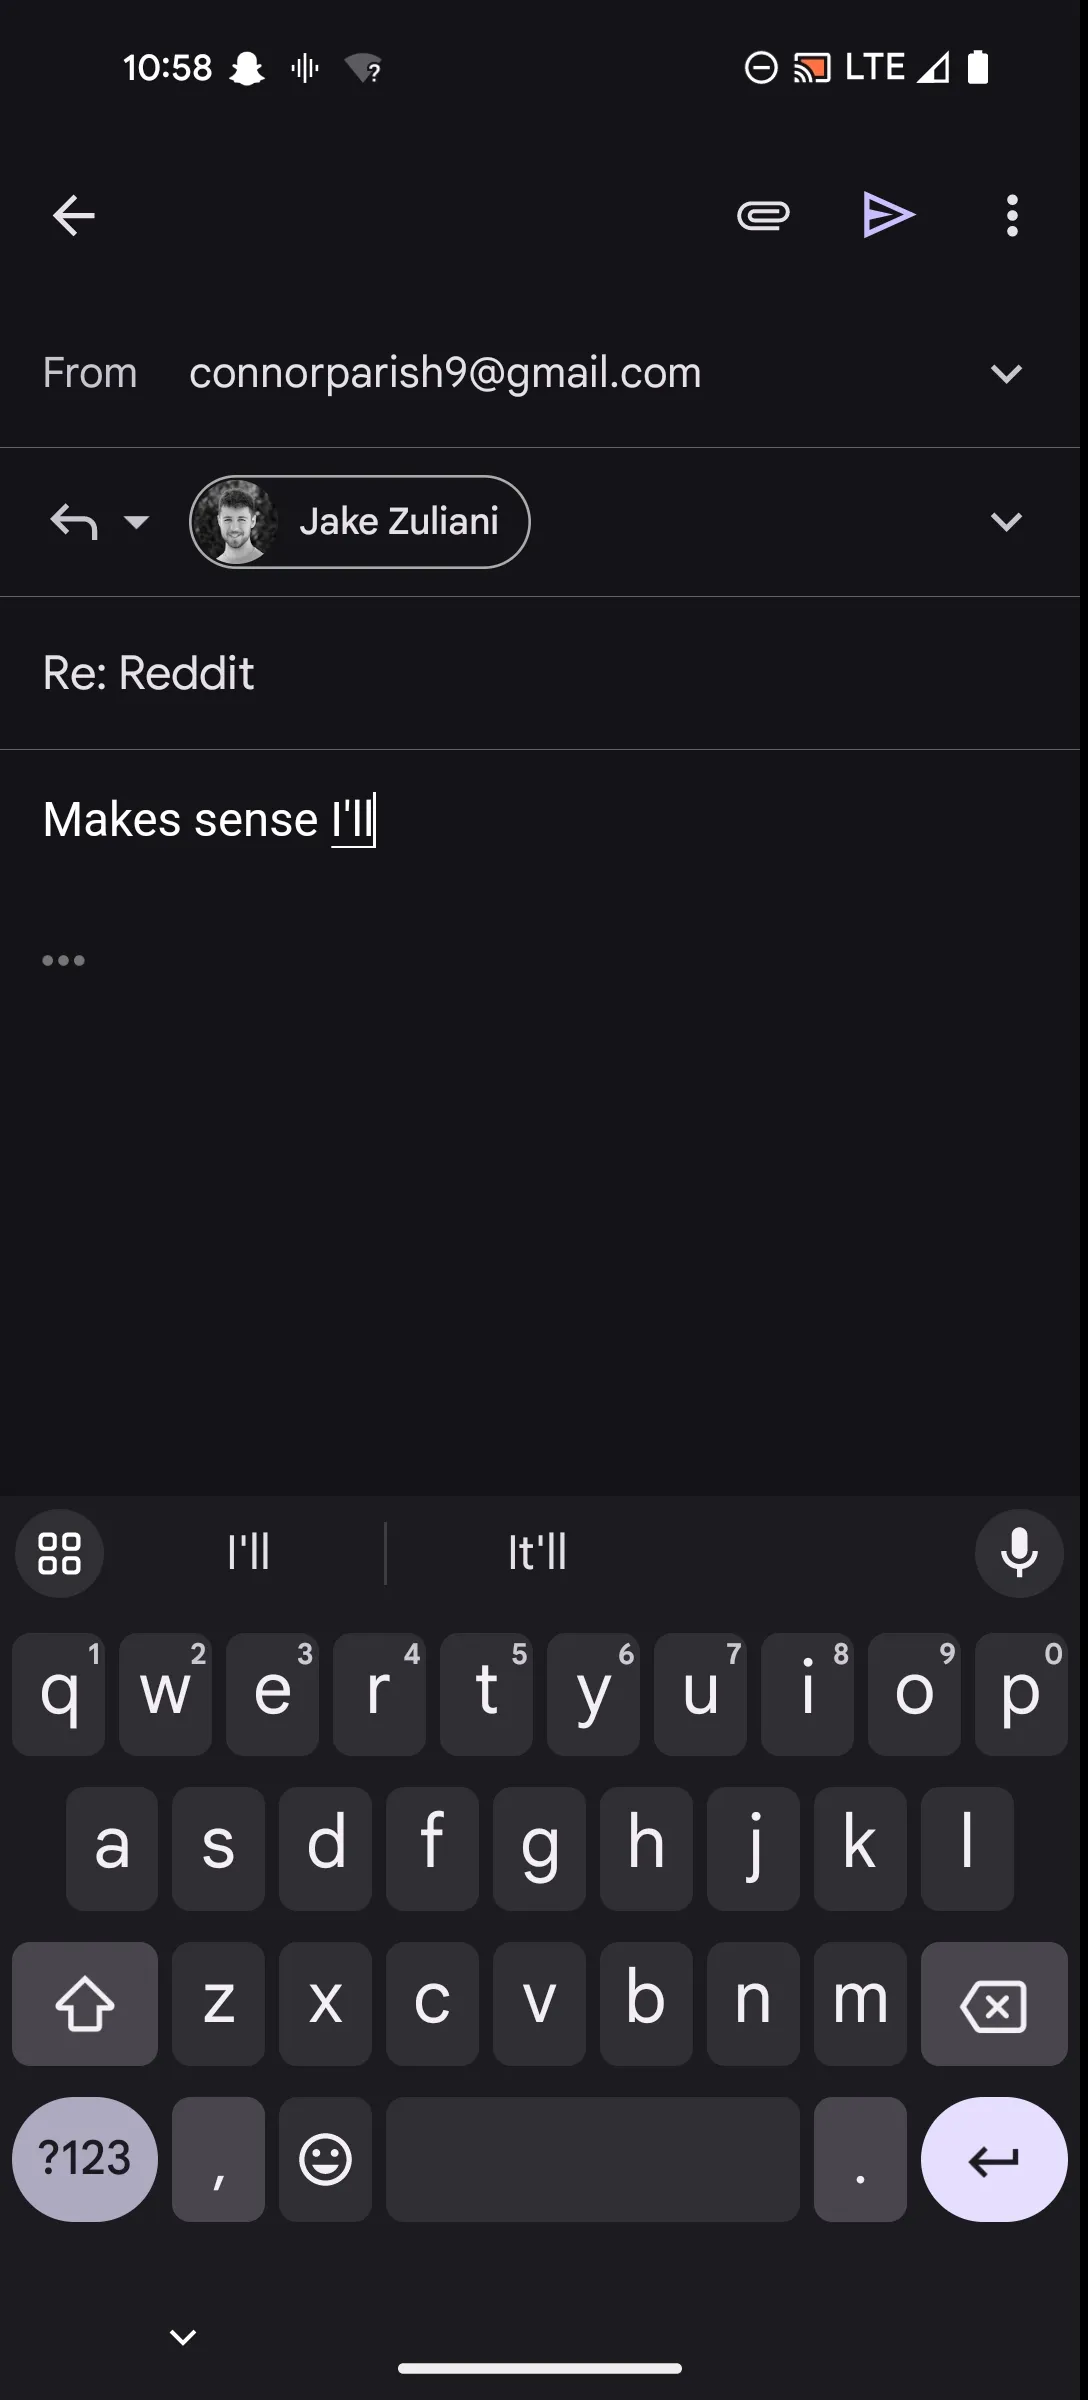 10:58 LTE
From connorparish9@gmail.com
Jake Zuliani
Re: Reddit
Makes sense I'll
•••
I'll It'll
q1 w2 e3 r4 t5 y6 u7 i8 o9 p0
a s d f g h j k l
z x c v b n m
?123 , .